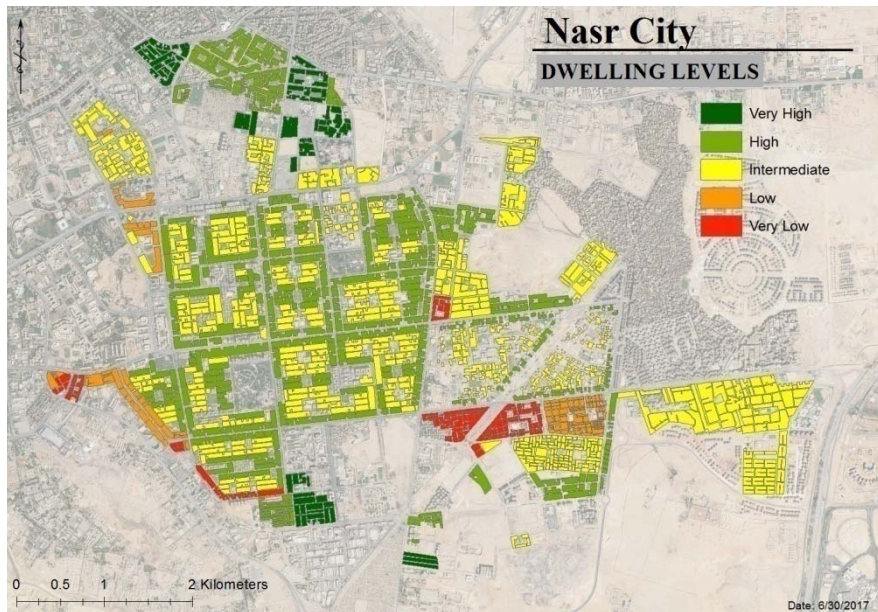 Nasr City
DWELLING LEVELS
Very High
High
Intermediate
Low
Very Low
0 0.5 1 2 Kilometers
Date: 6/30/2017